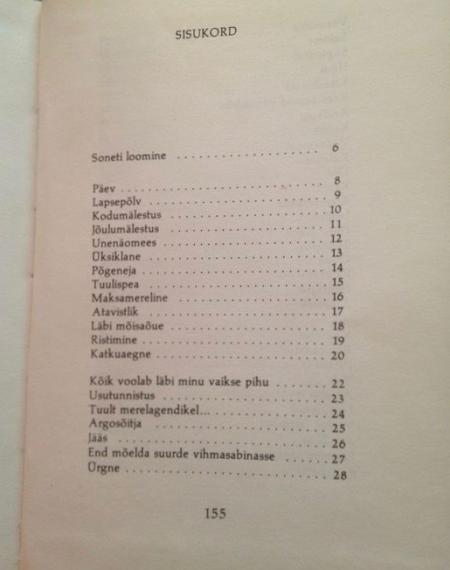 SISUKORD
Soneti loomine . . . . . . . . . . . . . . . . . . 6
Päev . . . . . . . . . . . . . . . . . . . . . . . 8
Lapsepõlv . . . . . . . . . . . . . . . . . . . . 9
Kodumälestus . . . . . . . . . . . . . . . . . . 10
Jõulumälestus . . . . . . . . . . . . . . . . . . 11
Unenäomees . . . . . . . . . . . . . . . . . . . 12
Üksiklane . . . . . . . . . . . . . . . . . . . . 13
Põgeneja . . . . . . . . . . . . . . . . . . . . 14
Tuulispea . . . . . . . . . . . . . . . . . . . . 15
Maksamereline . . . . . . . . . . . . . . . . . . 16
Atavistlik . . . . . . . . . . . . . . . . . . . . 17
Läbi mõisaõue . . . . . . . . . . . . . . . . . . 18
Ristimine . . . . . . . . . . . . . . . . . . . . 19
Katkuaegne . . . . . . . . . . . . . . . . . . . 20
Kõik voolab läbi minu vaikse pihu . . . . . . . 22
Usutunnistus . . . . . . . . . . . . . . . . . . 23
Tuult merelagendikel... . . . . . . . . . . . . . 24
Argosõitja . . . . . . . . . . . . . . . . . . . . 25
Jääs . . . . . . . . . . . . . . . . . . . . . . . 26
End mõelda suurde vihmasabinasse . . . . . . 27
Ürgne . . . . . . . . . . . . . . . . . . . . . . 28
155